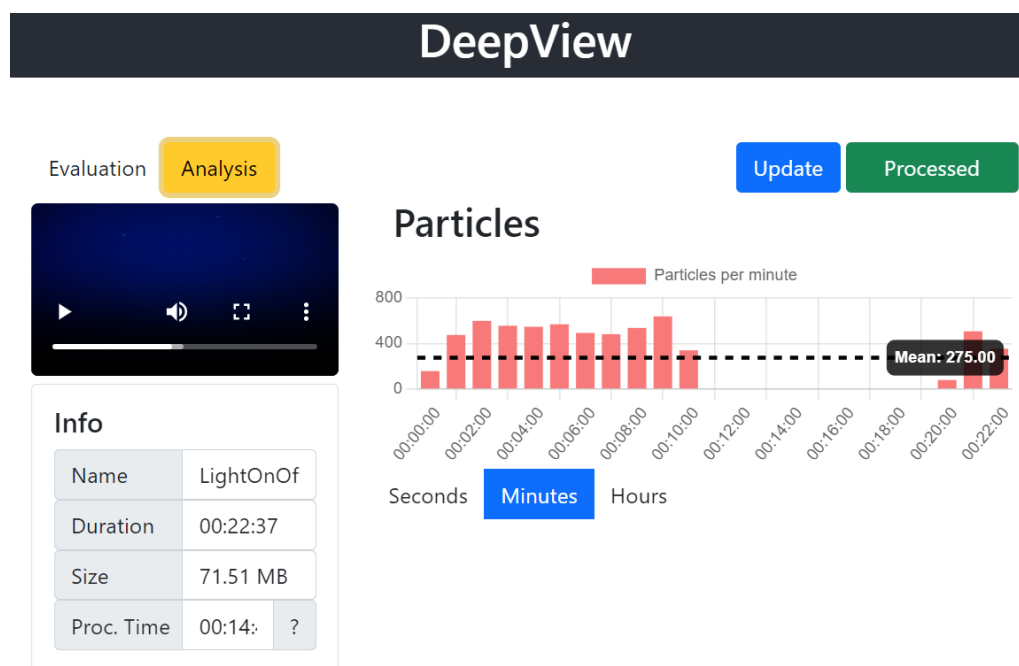 DeepView
Evaluation
Analysis
Update
Processed
Particles
Particles per minute
800
400
0
Mean: 275.00
00:00:00
00:02:00
00:04:00
00:06:00
00:08:00
00:10:00
00:12:00
00:14:00
00:16:00
00:18:00
00:20:00
00:22:00
Seconds
Minutes
Hours
Info
Name LightOnOf
Duration 00:22:37
Size 71.51 MB
Proc. Time 00:14: ?